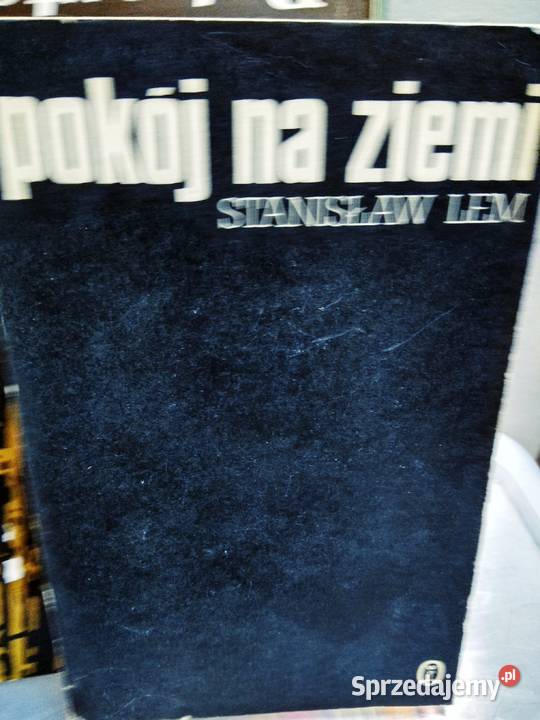 pokój na ziemi
STANISŁAW LEM
Sprzedajemy.pl